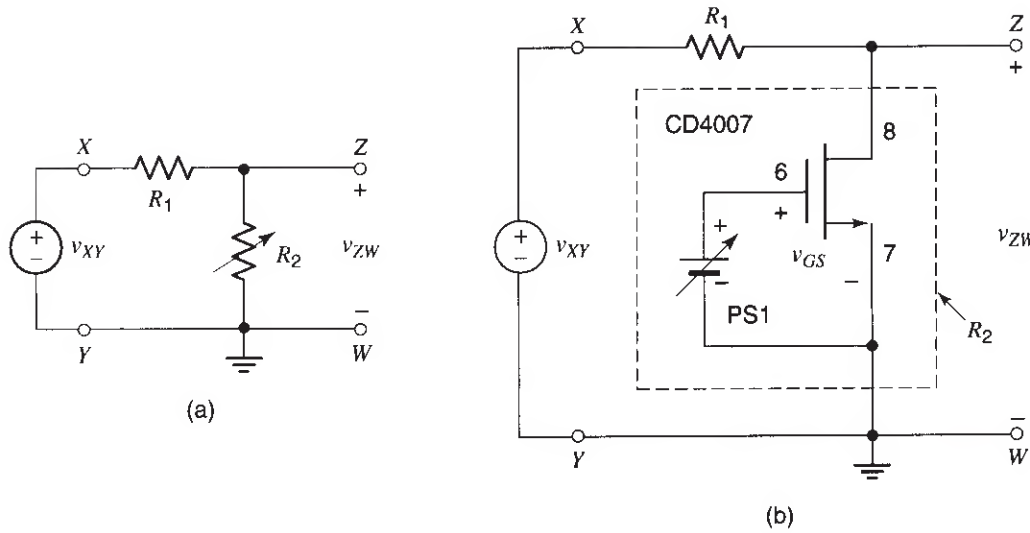 X
R1
Z
+
+
−
vXY
R2
vZW
−
Y
W
(a)
X
R1
Z
+
CD4007
8
6
+
+
−
vXY
+
vGS
7
−
−
PS1
vZW
R2
Y
−
W
(b)